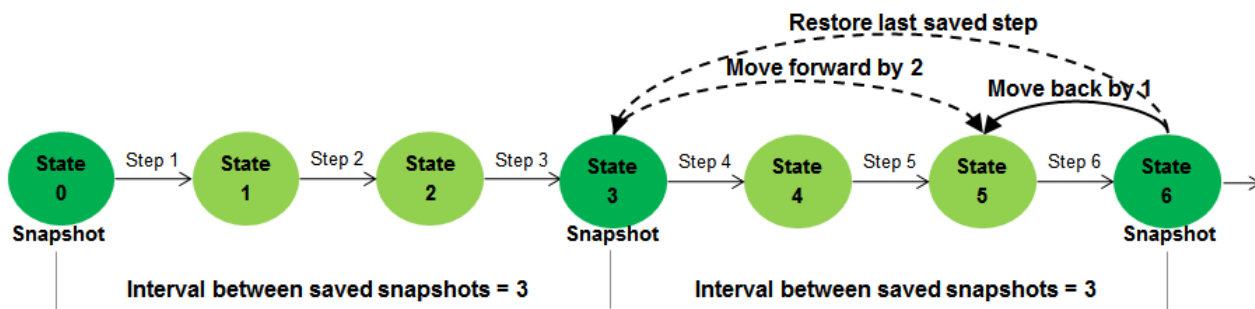 Restore last saved step
Move forward by 2
Move back by 1
State 0
Step 1
State 1
Step 2
State 2
Step 3
State 3
Step 4
State 4
Step 5
State 5
Step 6
State 6
Snapshot
Snapshot
Snapshot
Interval between saved snapshots = 3
Interval between saved snapshots = 3